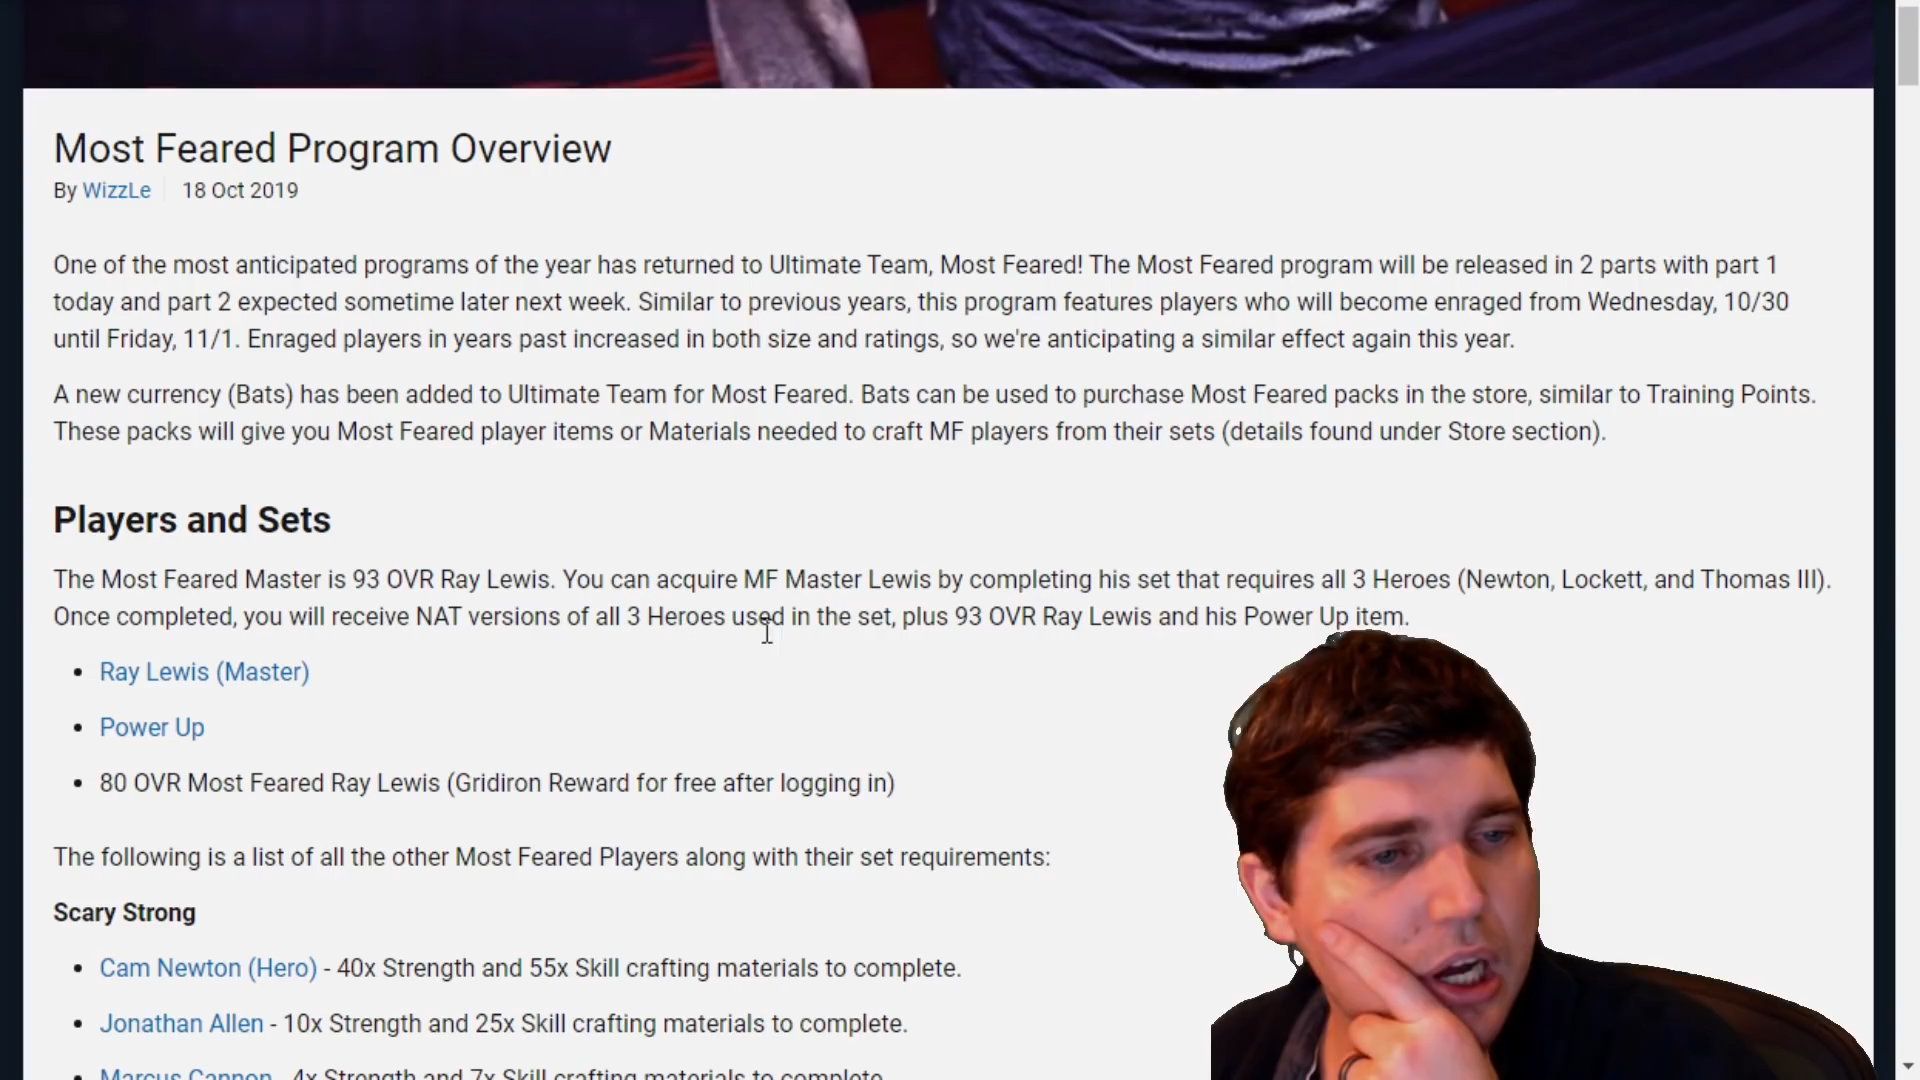 Most Feared Program Overview
By WizzLe 18 Oct 2019
One of the most anticipated programs of the year has returned to Ultimate Team, Most Feared! The Most Feared program will be released in 2 parts with part 1
today and part 2 expected sometime later next week. Similar to previous years, this program features players who will become enraged from Wednesday, 10/30
until Friday, 11/1. Enraged players in years past increased in both size and ratings, so we're anticipating a similar effect again this year.
A new currency (Bats) has been added to Ultimate Team for Most Feared. Bats can be used to purchase Most Feared packs in the store, similar to Training Points.
These packs will give you Most Feared player items or Materials needed to craft MF players from their sets (details found under Store section).
Players and Sets
The Most Feared Master is 93 OVR Ray Lewis. You can acquire MF Master Lewis by completing his set that requires all 3 Heroes (Newton, Lockett, and Thomas III).
Once completed, you will receive NAT versions of all 3 Heroes used in the set, plus 93 OVR Ray Lewis and his Power Up item.
• Ray Lewis (Master)
• Power Up
• 80 OVR Most Feared Ray Lewis (Gridiron Reward for free after logging in)
The following is a list of all the other Most Feared Players along with their set requirements:
Scary Strong
• Cam Newton (Hero) - 40x Strength and 55x Skill crafting materials to complete.
• Jonathan Allen - 10x Strength and 25x Skill crafting materials to complete.
• Marcus Cannon - 4x Strength and 7x Skill crafting materials to complete.